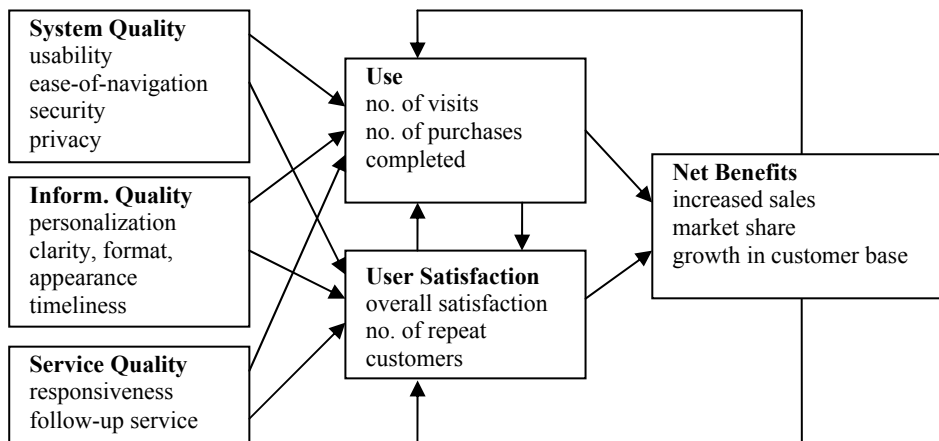 System Quality
usability
ease-of-navigation
security
privacy
Inform. Quality
personalization
clarity, format,
appearance
timeliness
Service Quality
responsiveness
follow-up service
Use
no. of visits
no. of purchases
completed
User Satisfaction
overall satisfaction
no. of repeat
customers
Net Benefits
increased sales
market share
growth in customer base